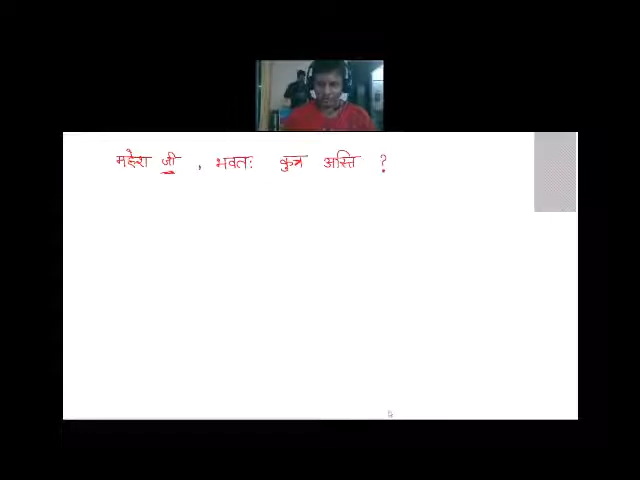 महेश जी , भवतः कुत्र अस्ति ?